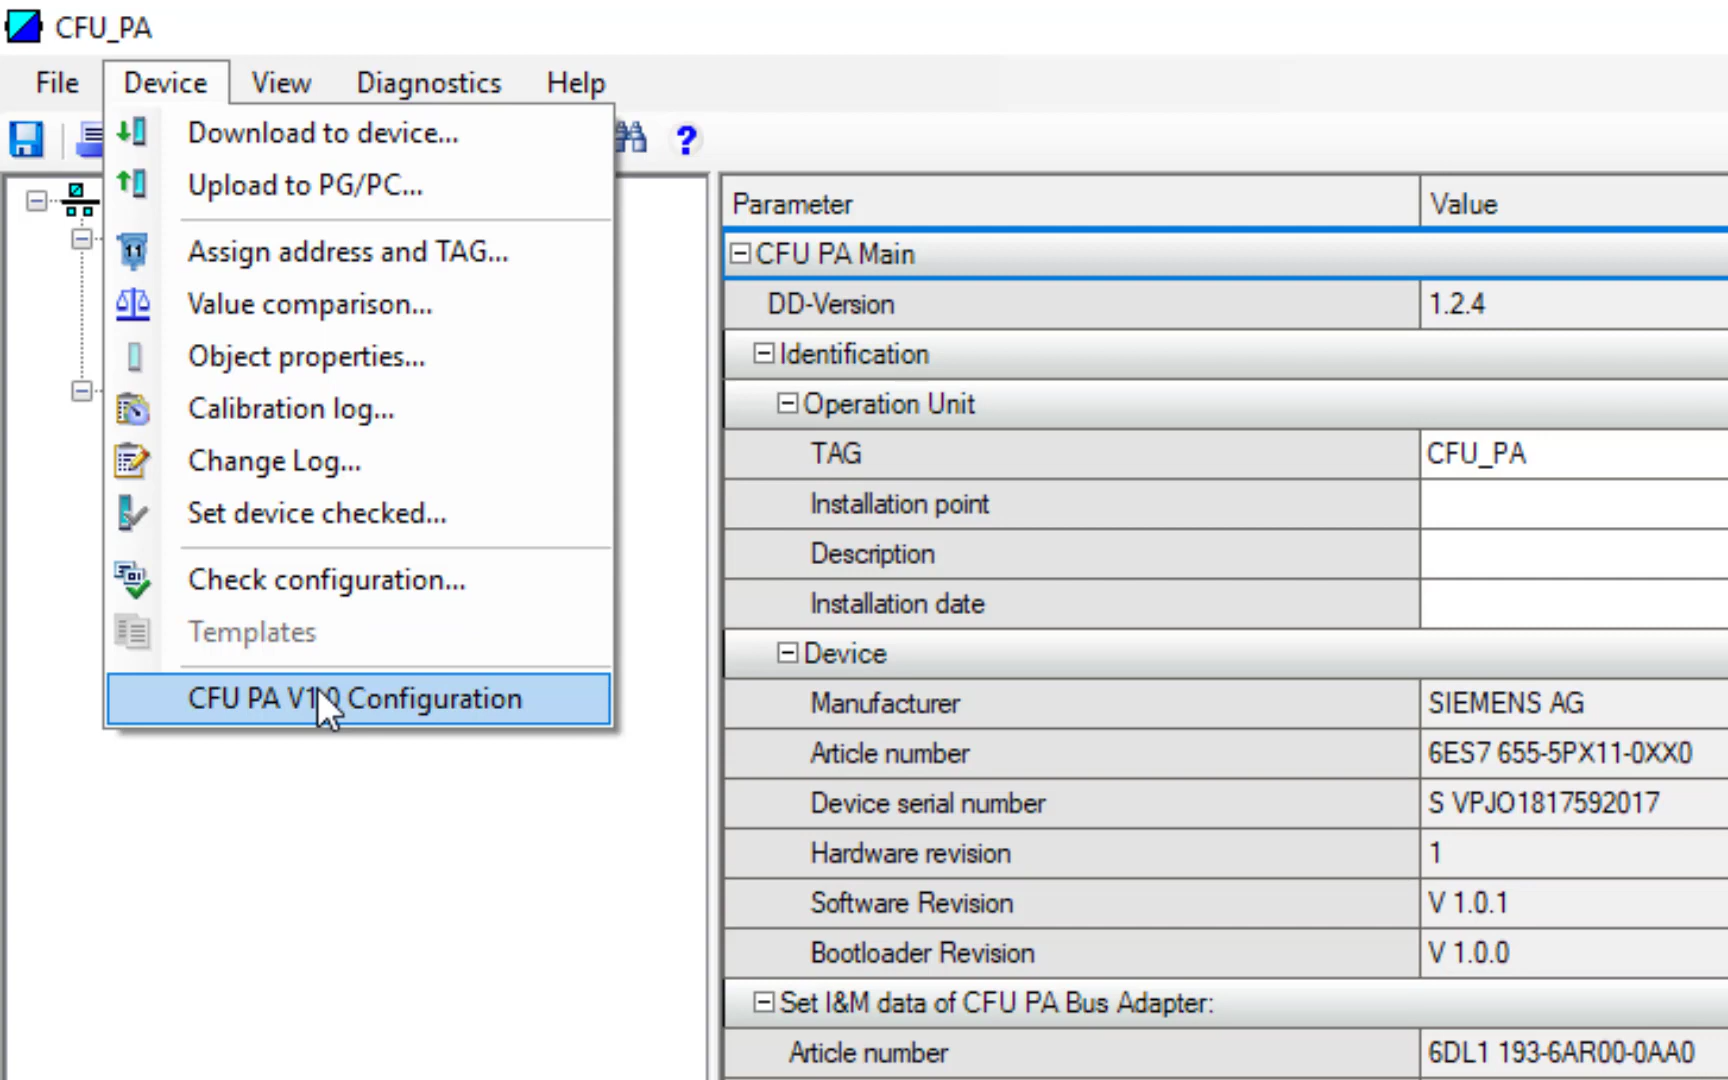 CFU_PA
File Device View Diagnostics Help
Download to device...
Upload to PG/PC...
Assign address and TAG...
Value comparison...
Object properties...
Calibration log...
Change Log...
Set device checked...
Check configuration...
Templates
CFU PA V1.0 Configuration
Parameter Value
CFU PA Main
DD-Version 1.2.4
Identification
Operation Unit
TAG CFU_PA
Installation point
Description
Installation date
Device
Manufacturer SIEMENS AG
Article number 6ES7 655-5PX11-0XX0
Device serial number S VPJO1817592017
Hardware revision 1
Software Revision V 1.0.1
Bootloader Revision V 1.0.0
Set I&M data of CFU PA Bus Adapter:
Article number 6DL1 193-6AR00-0AA0